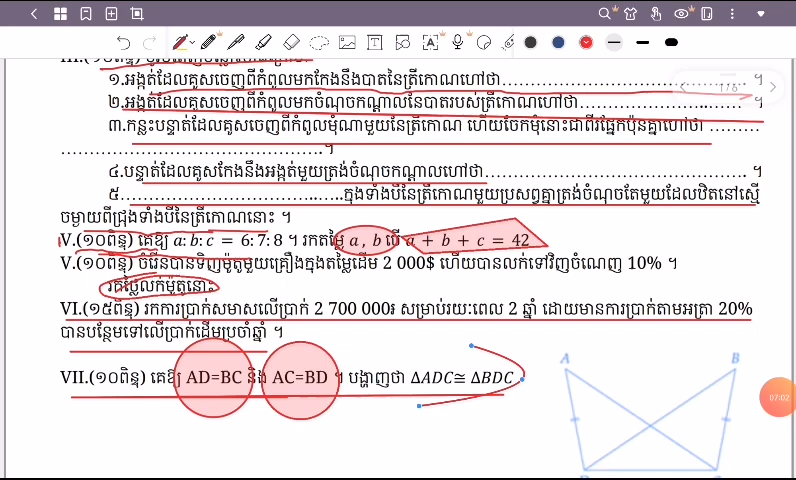 ១.អង្កត់ដែលគូសចេញពីកំពូលមកកែងនឹងបាតនៃត្រីកោណហៅថា................................................ ។
1/6
២.អង្កត់ដែលគូសចេញពីកំពូលមកចំណុចកណ្តាលនៃបាតរបស់ត្រីកោណហៅថា................................ ។
៣.កន្លះបន្ទាត់ដែលគូសចេញពីកំពូលមុំណាមួយនៃត្រីកោណ ហើយចែកមុំនោះជាពីរផ្នែកប៉ុនគ្នាហៅថា .........
................................................។
៤.បន្ទាត់ដែលគូសកែងនឹងអង្កត់មួយត្រង់ចំណុចកណ្តាលហៅថា................................................ ។
៥.........................................ក្នុងទាំងបីនៃត្រីកោណមួយប្រសព្វគ្នាត្រង់ចំណុចតែមួយដែលឋិតនៅស្មើ
ចម្ងាយពីជ្រុងទាំងបីនៃត្រីកោណនោះ ។
V.(១០ពិន្ទុ) គេឱ្យ a: b: c = 6: 7: 8 ។ រកតម្លៃ a , b បើ a + b + c = 42
V.(១០ពិន្ទុ) ចំរើនបានទិញម៉ូតូមួយគ្រឿងក្នុងតម្លៃដើម 2 000$ ហើយបានលក់ទៅវិញចំណេញ 10% ។
រកថ្លៃលក់ម៉ូតូនោះ
VI.(១៥ពិន្ទុ) រកការប្រាក់សមាសលើប្រាក់ 2 700 000៛ សម្រាប់រយៈពេល 2 ឆ្នាំ ដោយមានការប្រាក់តាមអត្រា 20%
បានបន្ថែមទៅលើប្រាក់ដើមប្រចាំឆ្នាំ ។
VII.(១០ពិន្ទុ) គេឱ្យ AD=BC និង AC=BD ។ បង្ហាញថា ΔADC≅ ΔBDC
A B
07:02